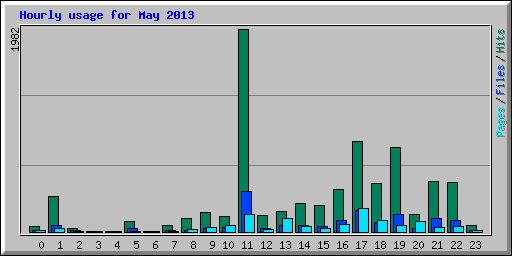 Hourly usage for May 2013
1982
Pages/Files/Hits
0 1 2 3 4 5 6 7 8 9 10 11 12 13 14 15 16 17 18 19 20 21 22 23